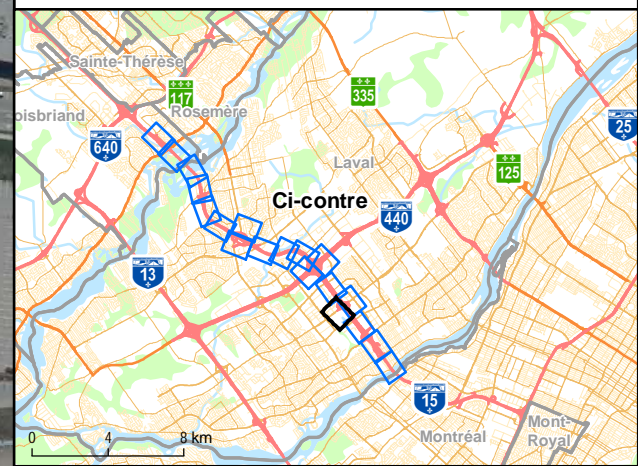 Sainte-Thérèse
117
335
oisbriand
Rosemère
25
640
Laval
125
Ci-contre
440
13
15
Mont-
Royal
Montréal
0 4 8 km